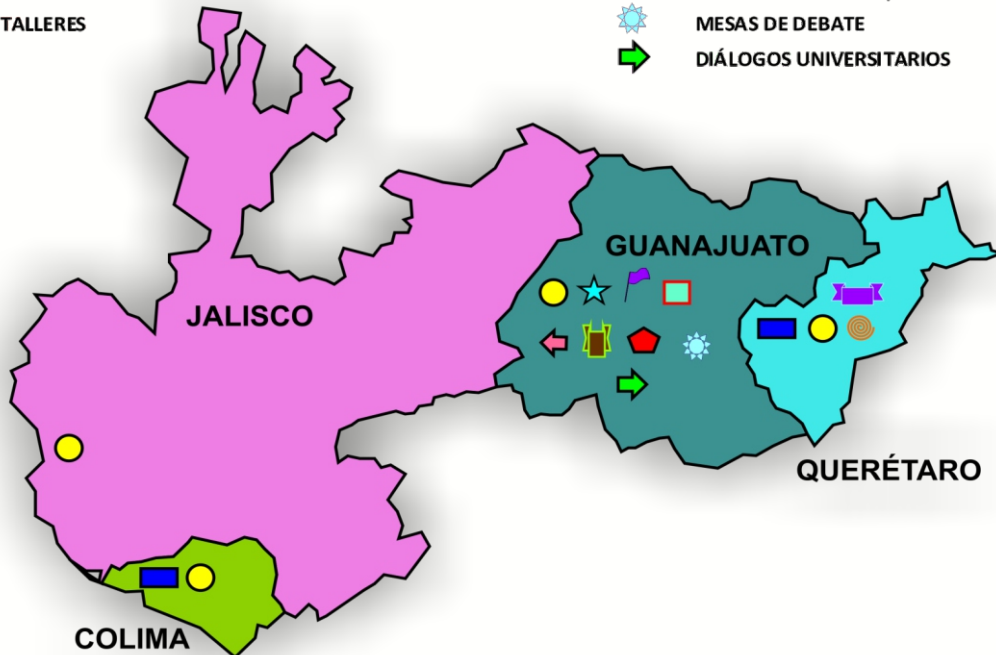 TALLERES
MESAS DE DEBATE
DIÁLOGOS UNIVERSITARIOS
GUANAJUATO
JALISCO
QUERÉTARO
COLIMA